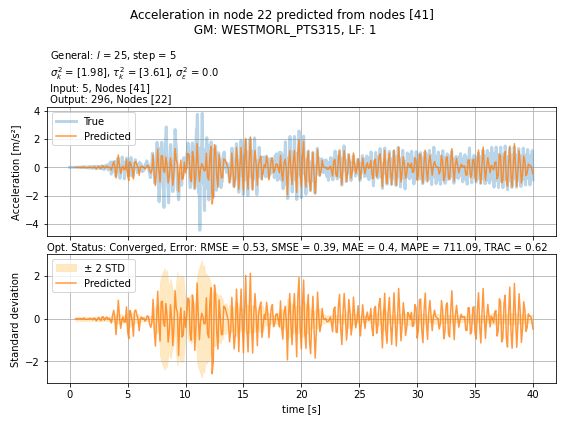 Acceleration in node 22 predicted from nodes [41]
GM: WESTMORL_PTS315, LF: 1
General: l = 25, step = 5
σ²ₖ = [1.98], τ²ₖ = [3.61], σ²ε = 0.0
Input: 5, Nodes [41]
Output: 296, Nodes [22]
4
2
0
−2
−4
Acceleration [m/s²]
True
Predicted
Opt. Status: Converged, Error: RMSE = 0.53, SMSE = 0.39, MAE = 0.4, MAPE = 711.09, TRAC = 0.62
2
0
−2
Standard deviation
± 2 STD
Predicted
0 5 10 15 20 25 30 35 40
time [s]